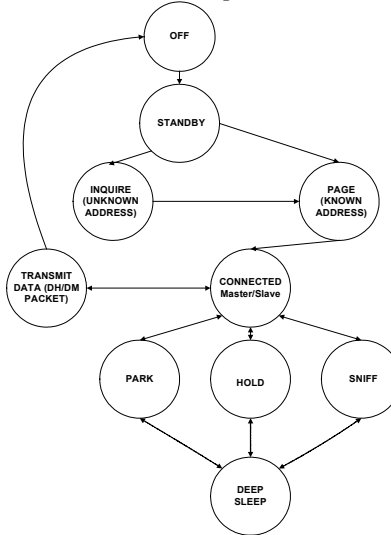 OFF
STANDBY
INQUIRE
(UNKNOWN
ADDRESS)
PAGE
(KNOWN
ADDRESS)
TRANSMIT
DATA (DH/DM
PACKET)
CONNECTED
Master/Slave
PARK
HOLD
SNIFF
DEEP
SLEEP